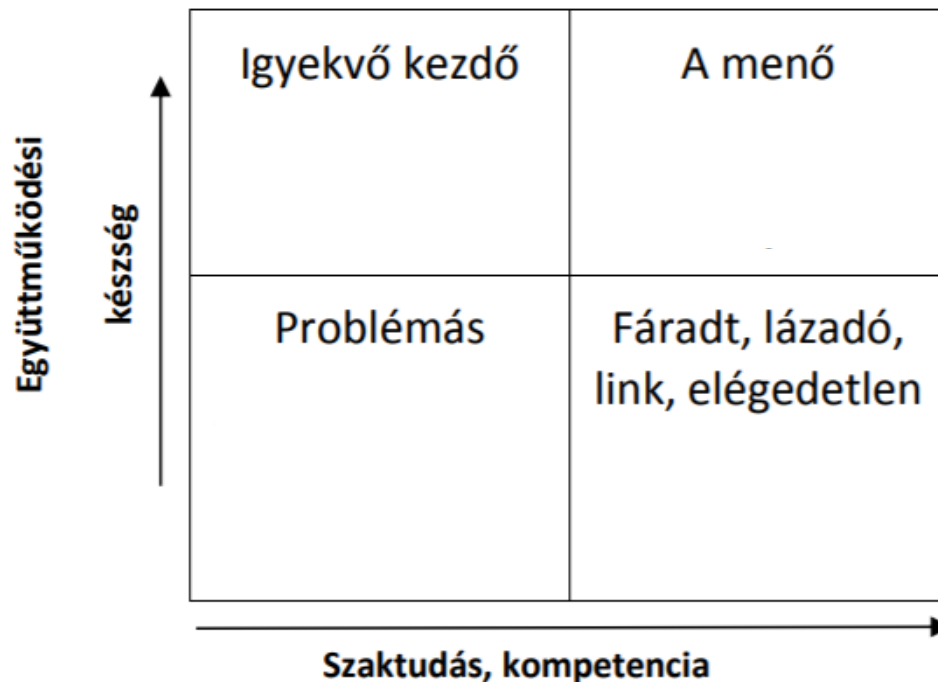 Együttműködési
készség
Igyekvő kezdő
A menő
Problémás
Fáradt, lázadó,
link, elégedetlen
Szaktudás, kompetencia